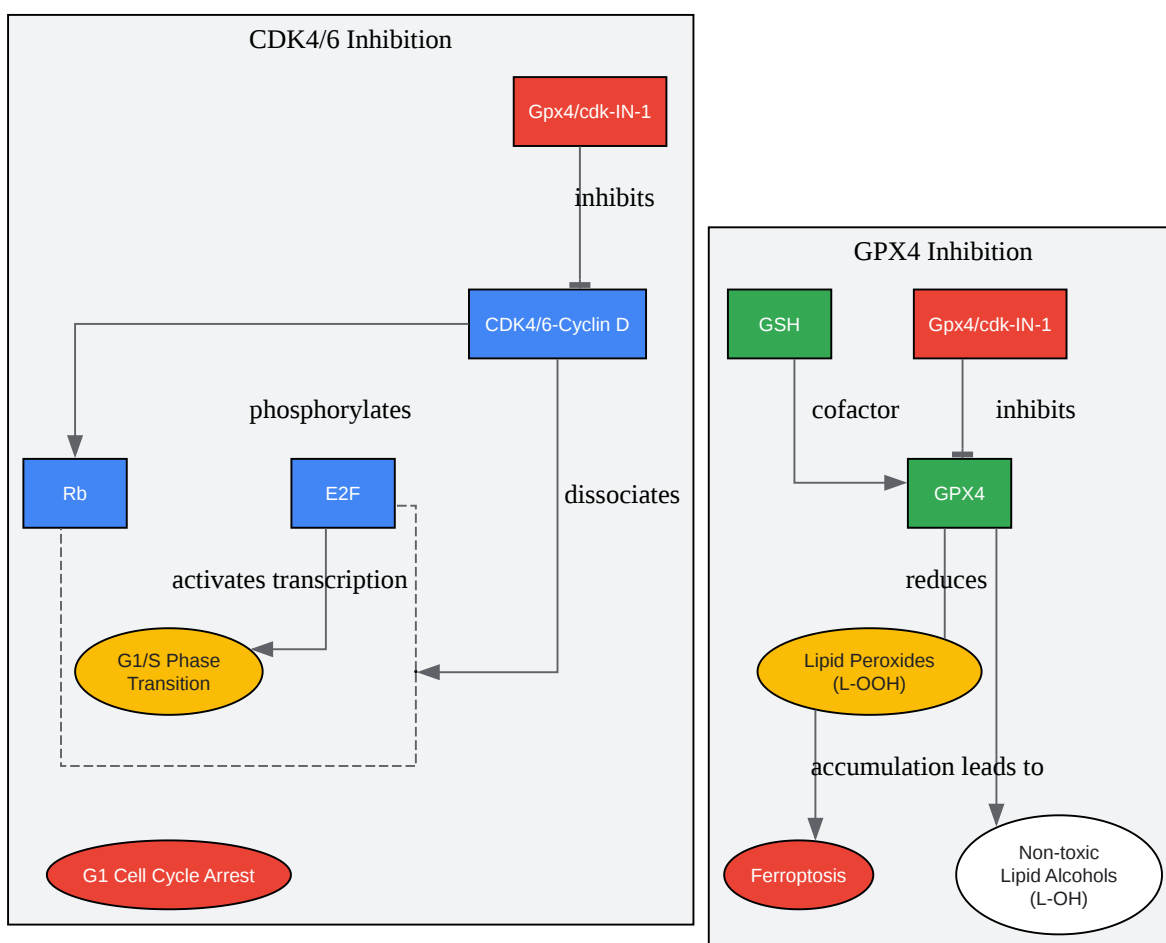 CDK4/6 Inhibition
Gpx4/cdk-IN-1
inhibits
CDK4/6-Cyclin D
phosphorylates
Rb
E2F
dissociates
activates transcription
G1/S Phase
Transition
G1 Cell Cycle Arrest
GPX4 Inhibition
GSH
Gpx4/cdk-IN-1
cofactor
inhibits
GPX4
reduces
Lipid Peroxides
(L-OOH)
accumulation leads to
Ferroptosis
Non-toxic
Lipid Alcohols
(L-OH)